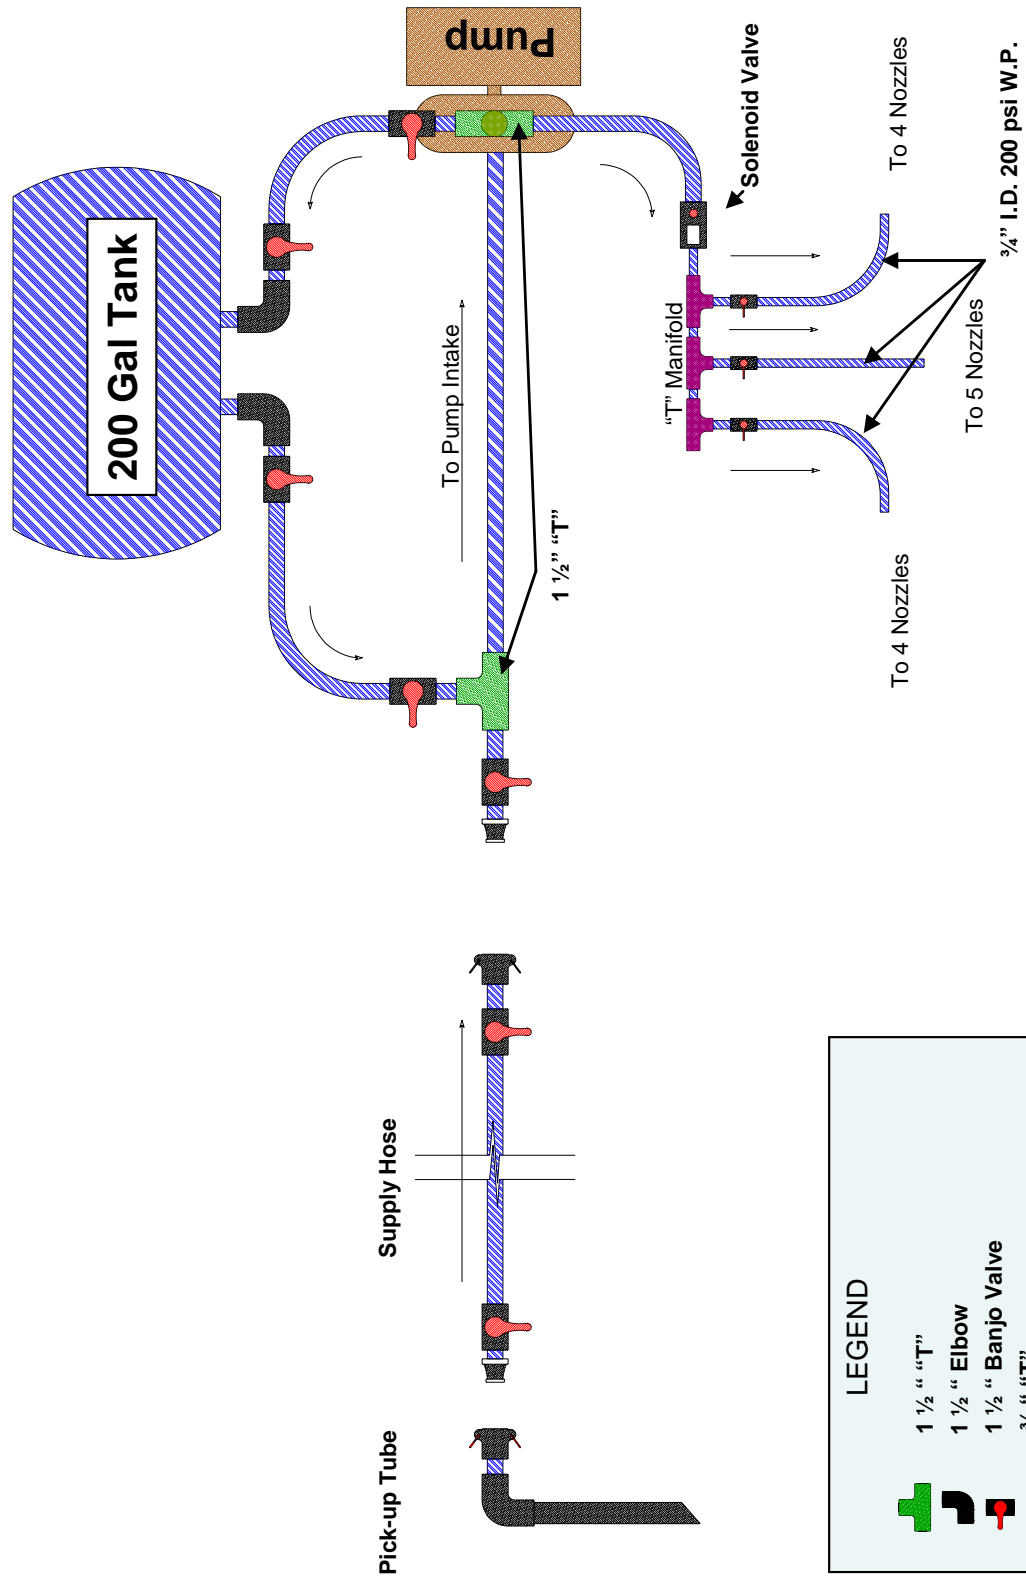 200 Gal Tank
Pump
To Pump Intake
1 ½” “T”
Solenoid Valve
“T” Manifold
To 4 Nozzles
To 5 Nozzles
To 4 Nozzles
¾” I.D. 200 psi W.P.
Supply Hose
Pick-up Tube
LEGEND
1 ½ “ “T”
1 ½ “ Elbow
1 ½ “ Banjo Valve
¾ “ “T”